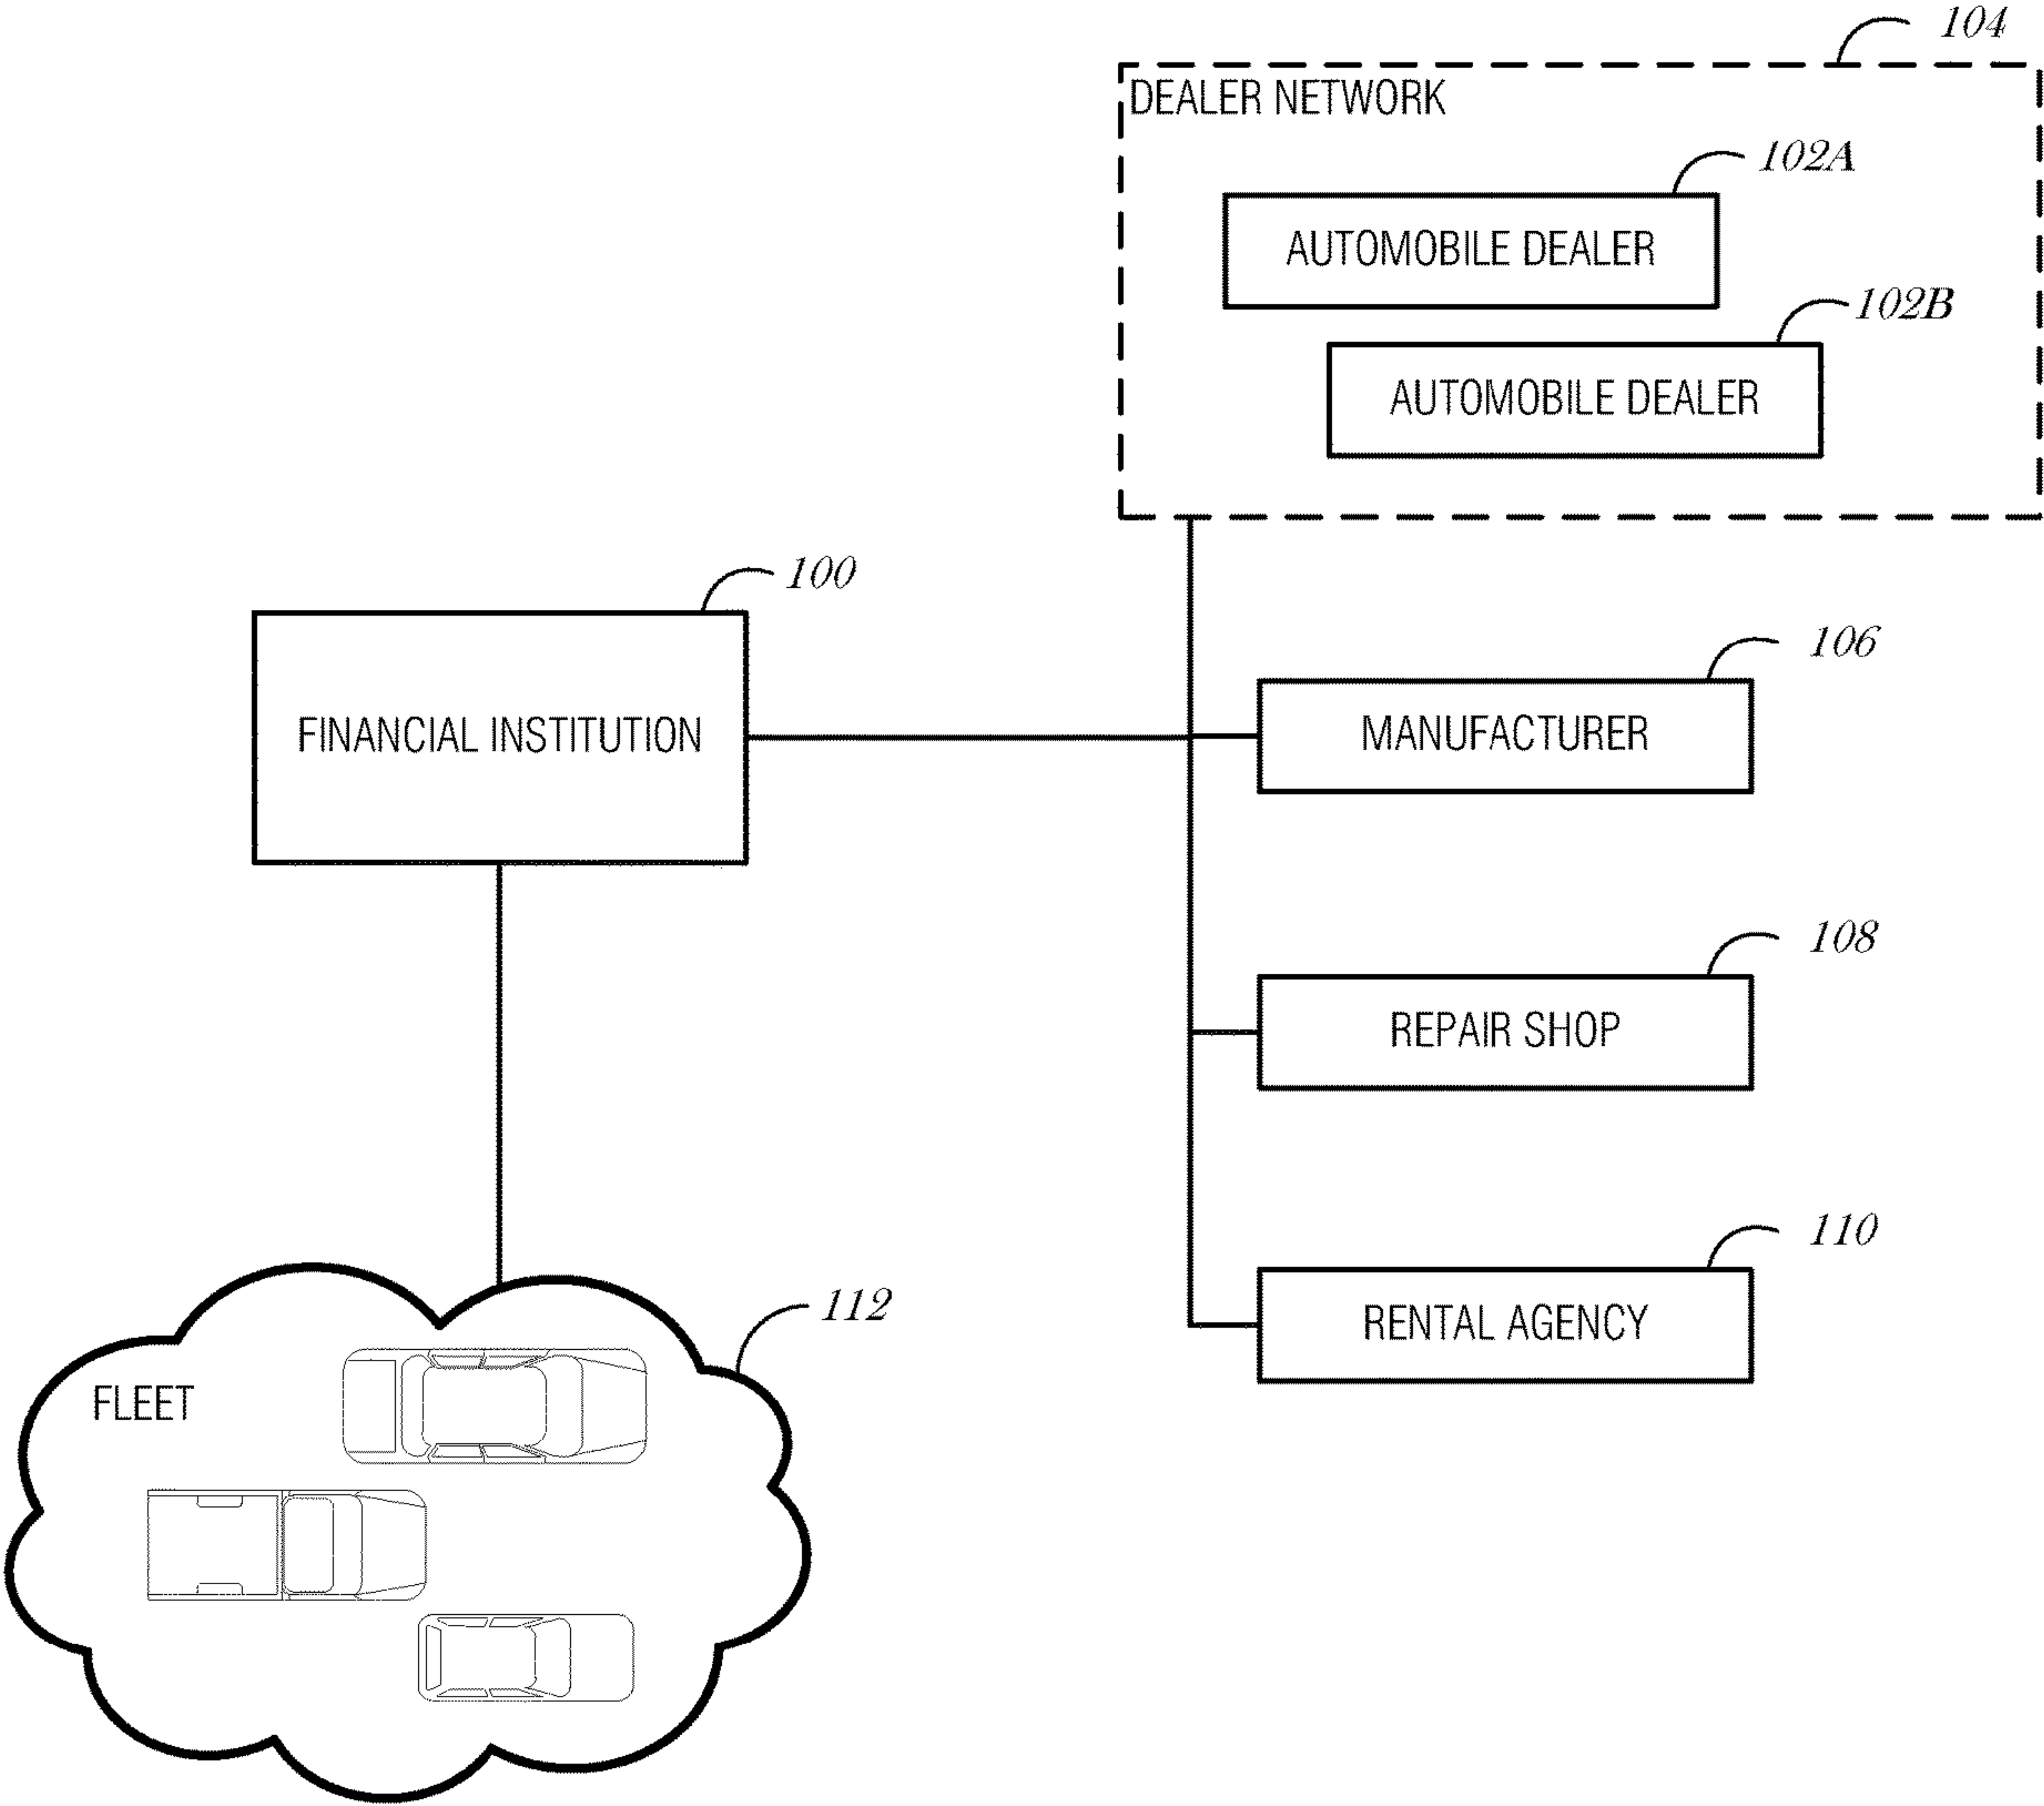 104
DEALER NETWORK
102A
AUTOMOBILE DEALER
102B
AUTOMOBILE DEALER
100
FINANCIAL INSTITUTION
106
MANUFACTURER
108
REPAIR SHOP
110
RENTAL AGENCY
112
FLEET